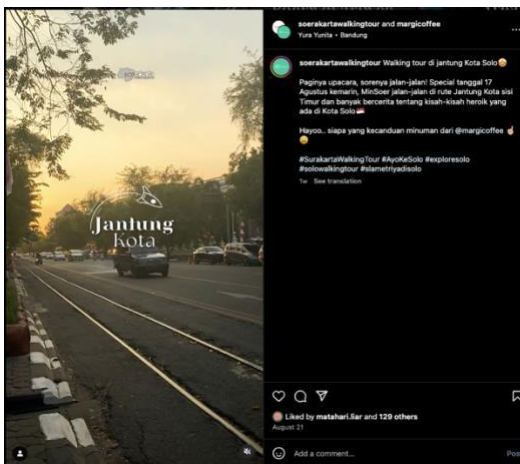 Jantung
Kota
soerakartawalkingtour and margicoffee
Yura Yunita • Bandung
soerakartawalkingtour Walking tour di jantung Kota Solo
Paginya upacara, sorenya jalan-jalan! Special tanggal 17
Agustus kemarin, MinSoer jalan-jalan di rute Jantung Kota sisi
Timur dan banyak bercerita tentang kisah-kisah heroik yang
ada di Kota Solo
Hayoo.. siapa yang kecanduan minuman dari @margicoffee
#SurakartaWalkingTour #AyoKeSolo #exploresolo
#solowalkingtour #slametriyadisolo
1w See translation
Liked by matahari.liar and 129 others
August 21
Add a comment...
Pos